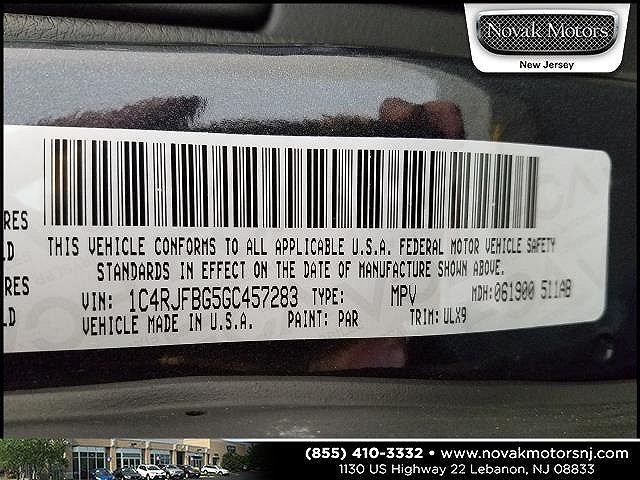 Novak Motors
New Jersey
RES
THIS VEHICLE CONFORMS TO ALL APPLICABLE U.S.A. FEDERAL MOTOR VEHICLE SAFETY
LD
STANDARDS IN EFFECT ON THE DATE OF MANUFACTURE SHOWN ABOVE.
RES
VIN: 1C4RJFBG5GC457283 TYPE: MPV MDH:061900 511AB
LD
VEHICLE MADE IN U.S.A. PAINT: PAR TRIM: ULX9
(855) 410-3332 • www.novakmotorsnj.com
1130 US Highway 22 Lebanon, NJ 08833